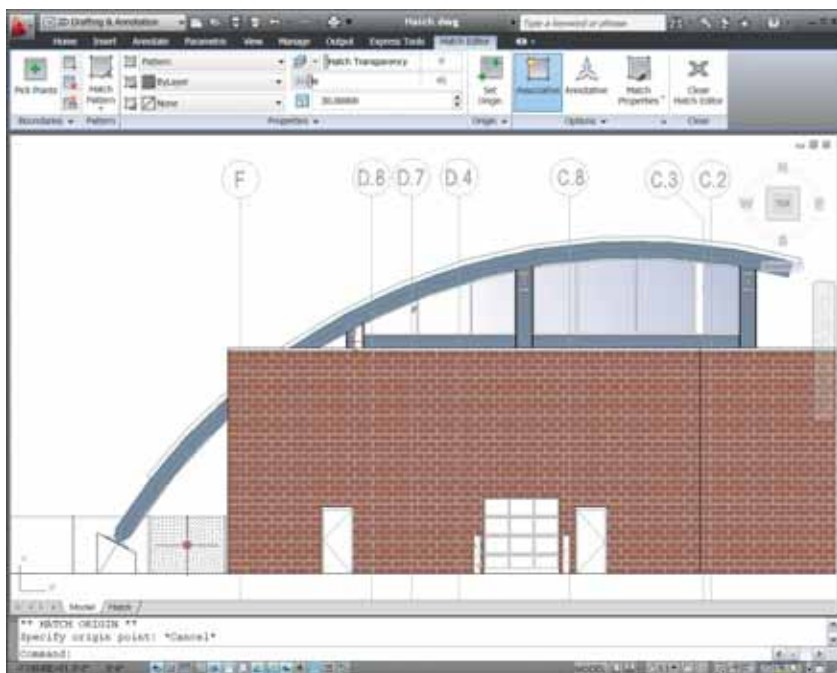 2D Drafting & Annotation
Hatch.dwg
Type a keyword or phrase
Home Insert Annotate Parametric View Manage Output Express Tools Hatch Editor
Pick Points
Hatch Pattern
Pattern
ByLayer
None
Hatch Transparency
Set Origin
Associative
Annotative
Match Properties
Close Hatch Editor
Boundaries Pattern Properties Origin Options Close
F D.8 D.7 D.4 C.8 C.3 C.2
N
W TOP E
S
Model Hatch
** HATCH ORIGIN **
Specify origin point: *Cancel*
Command:
MODEL